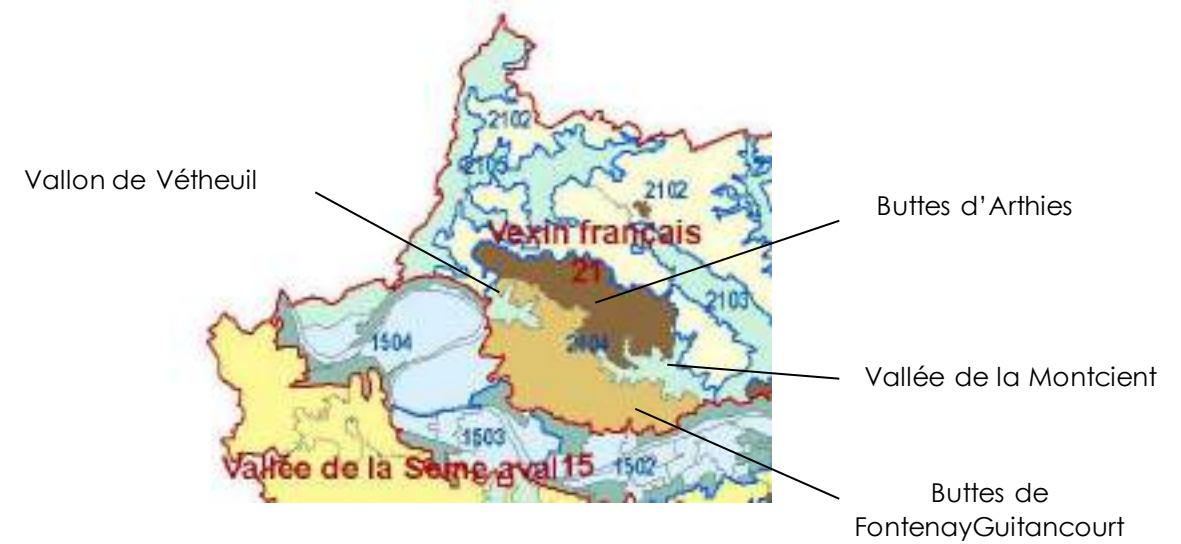 2102
2105
Vallon de Vétheuil
2102
Buttes d’Arthies
Vexin français
21
2103
1504
2104
Vallée de la Montcient
1503
Vallée de la Seine aval 15
1502
Buttes de
FontenayGuitancourt